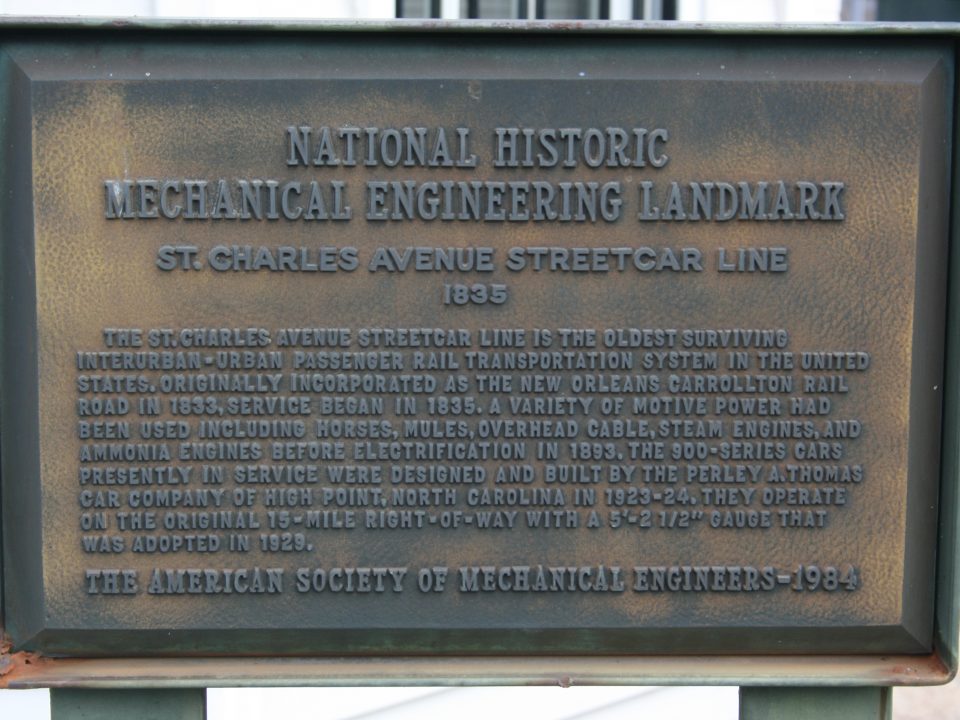 NATIONAL HISTORIC
MECHANICAL ENGINEERING LANDMARK
ST. CHARLES AVENUE STREETCAR LINE
1835
THE ST. CHARLES AVENUE STREETCAR LINE IS THE OLDEST SURVIVING
INTERURBAN-URBAN PASSENGER RAIL TRANSPORTATION SYSTEM IN THE UNITED
STATES. ORIGINALLY INCORPORATED AS THE NEW ORLEANS CARROLLTON RAIL
ROAD IN 1833, SERVICE BEGAN IN 1835. A VARIETY OF MOTIVE POWER HAD
BEEN USED INCLUDING HORSES, MULES, OVERHEAD CABLE, STEAM ENGINES, AND
AMMONIA ENGINES BEFORE ELECTRIFICATION IN 1893. THE 900-SERIES CARS
PRESENTLY IN SERVICE WERE DESIGNED AND BUILT BY THE PERLEY A. THOMAS
CAR COMPANY OF HIGH POINT, NORTH CAROLINA IN 1923-24. THEY OPERATE
ON THE ORIGINAL 15-MILE RIGHT-OF-WAY WITH A 5'-2 1/2" GAUGE THAT
WAS ADOPTED IN 1929.
THE AMERICAN SOCIETY OF MECHANICAL ENGINEERS-1984